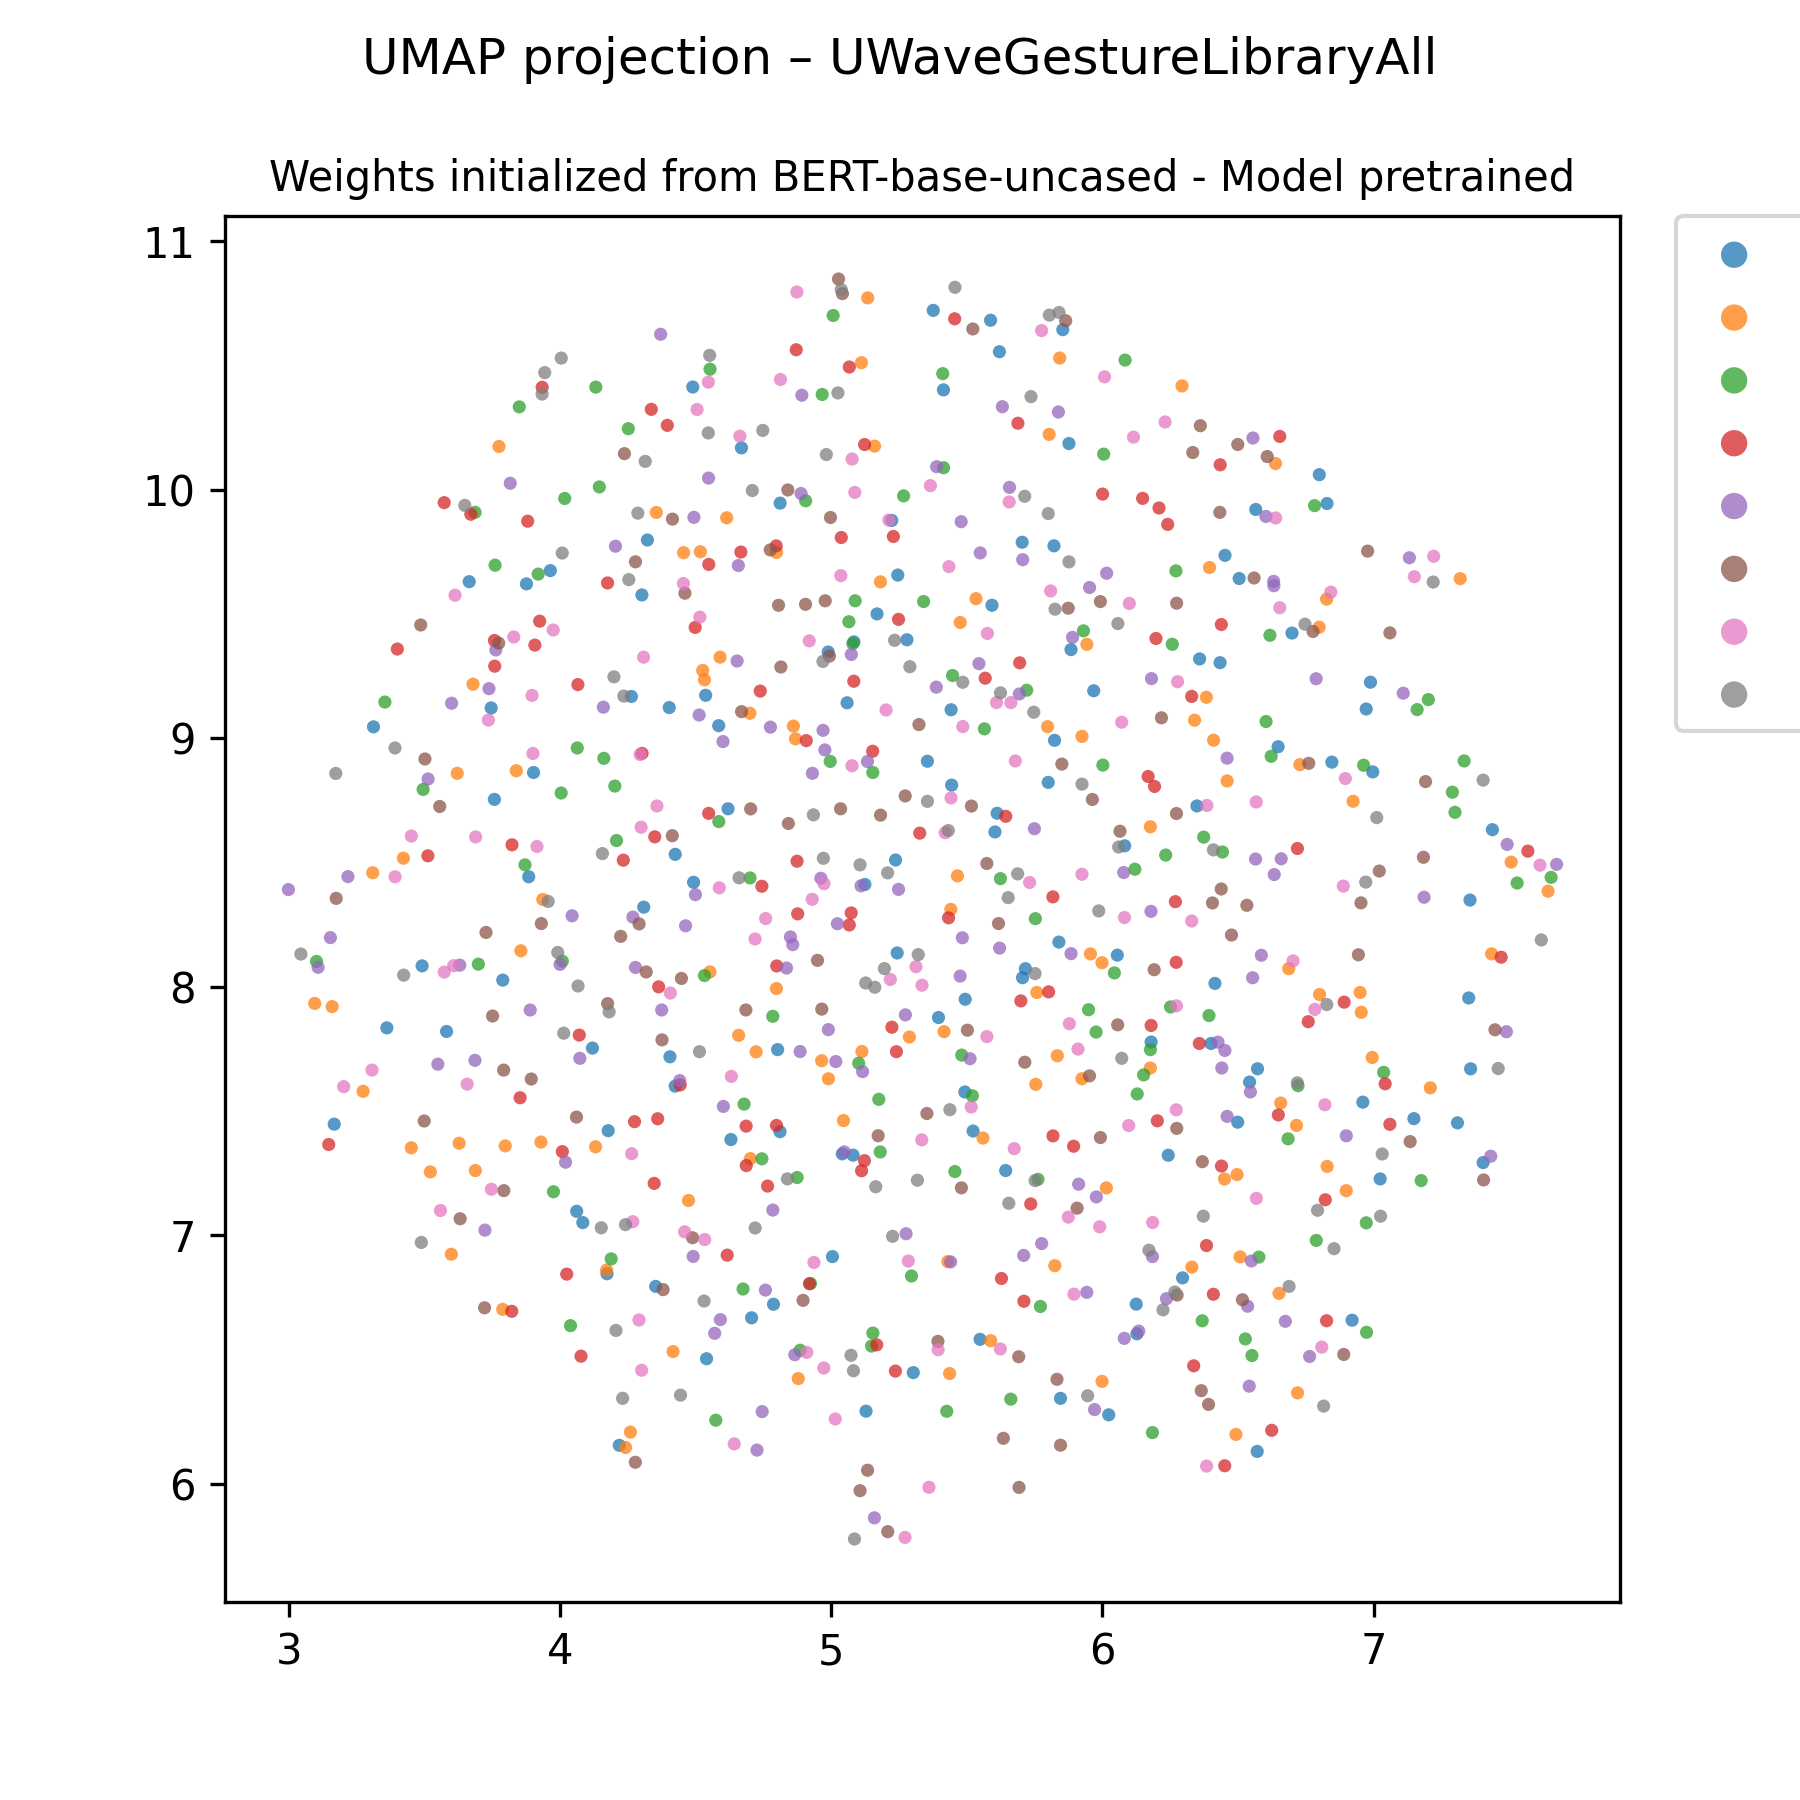 UMAP projection – UWaveGestureLibraryAll
Weights initialized from BERT-base-uncased - Model pretrained
11
10
9
8
7
6
3 4 5 6 7